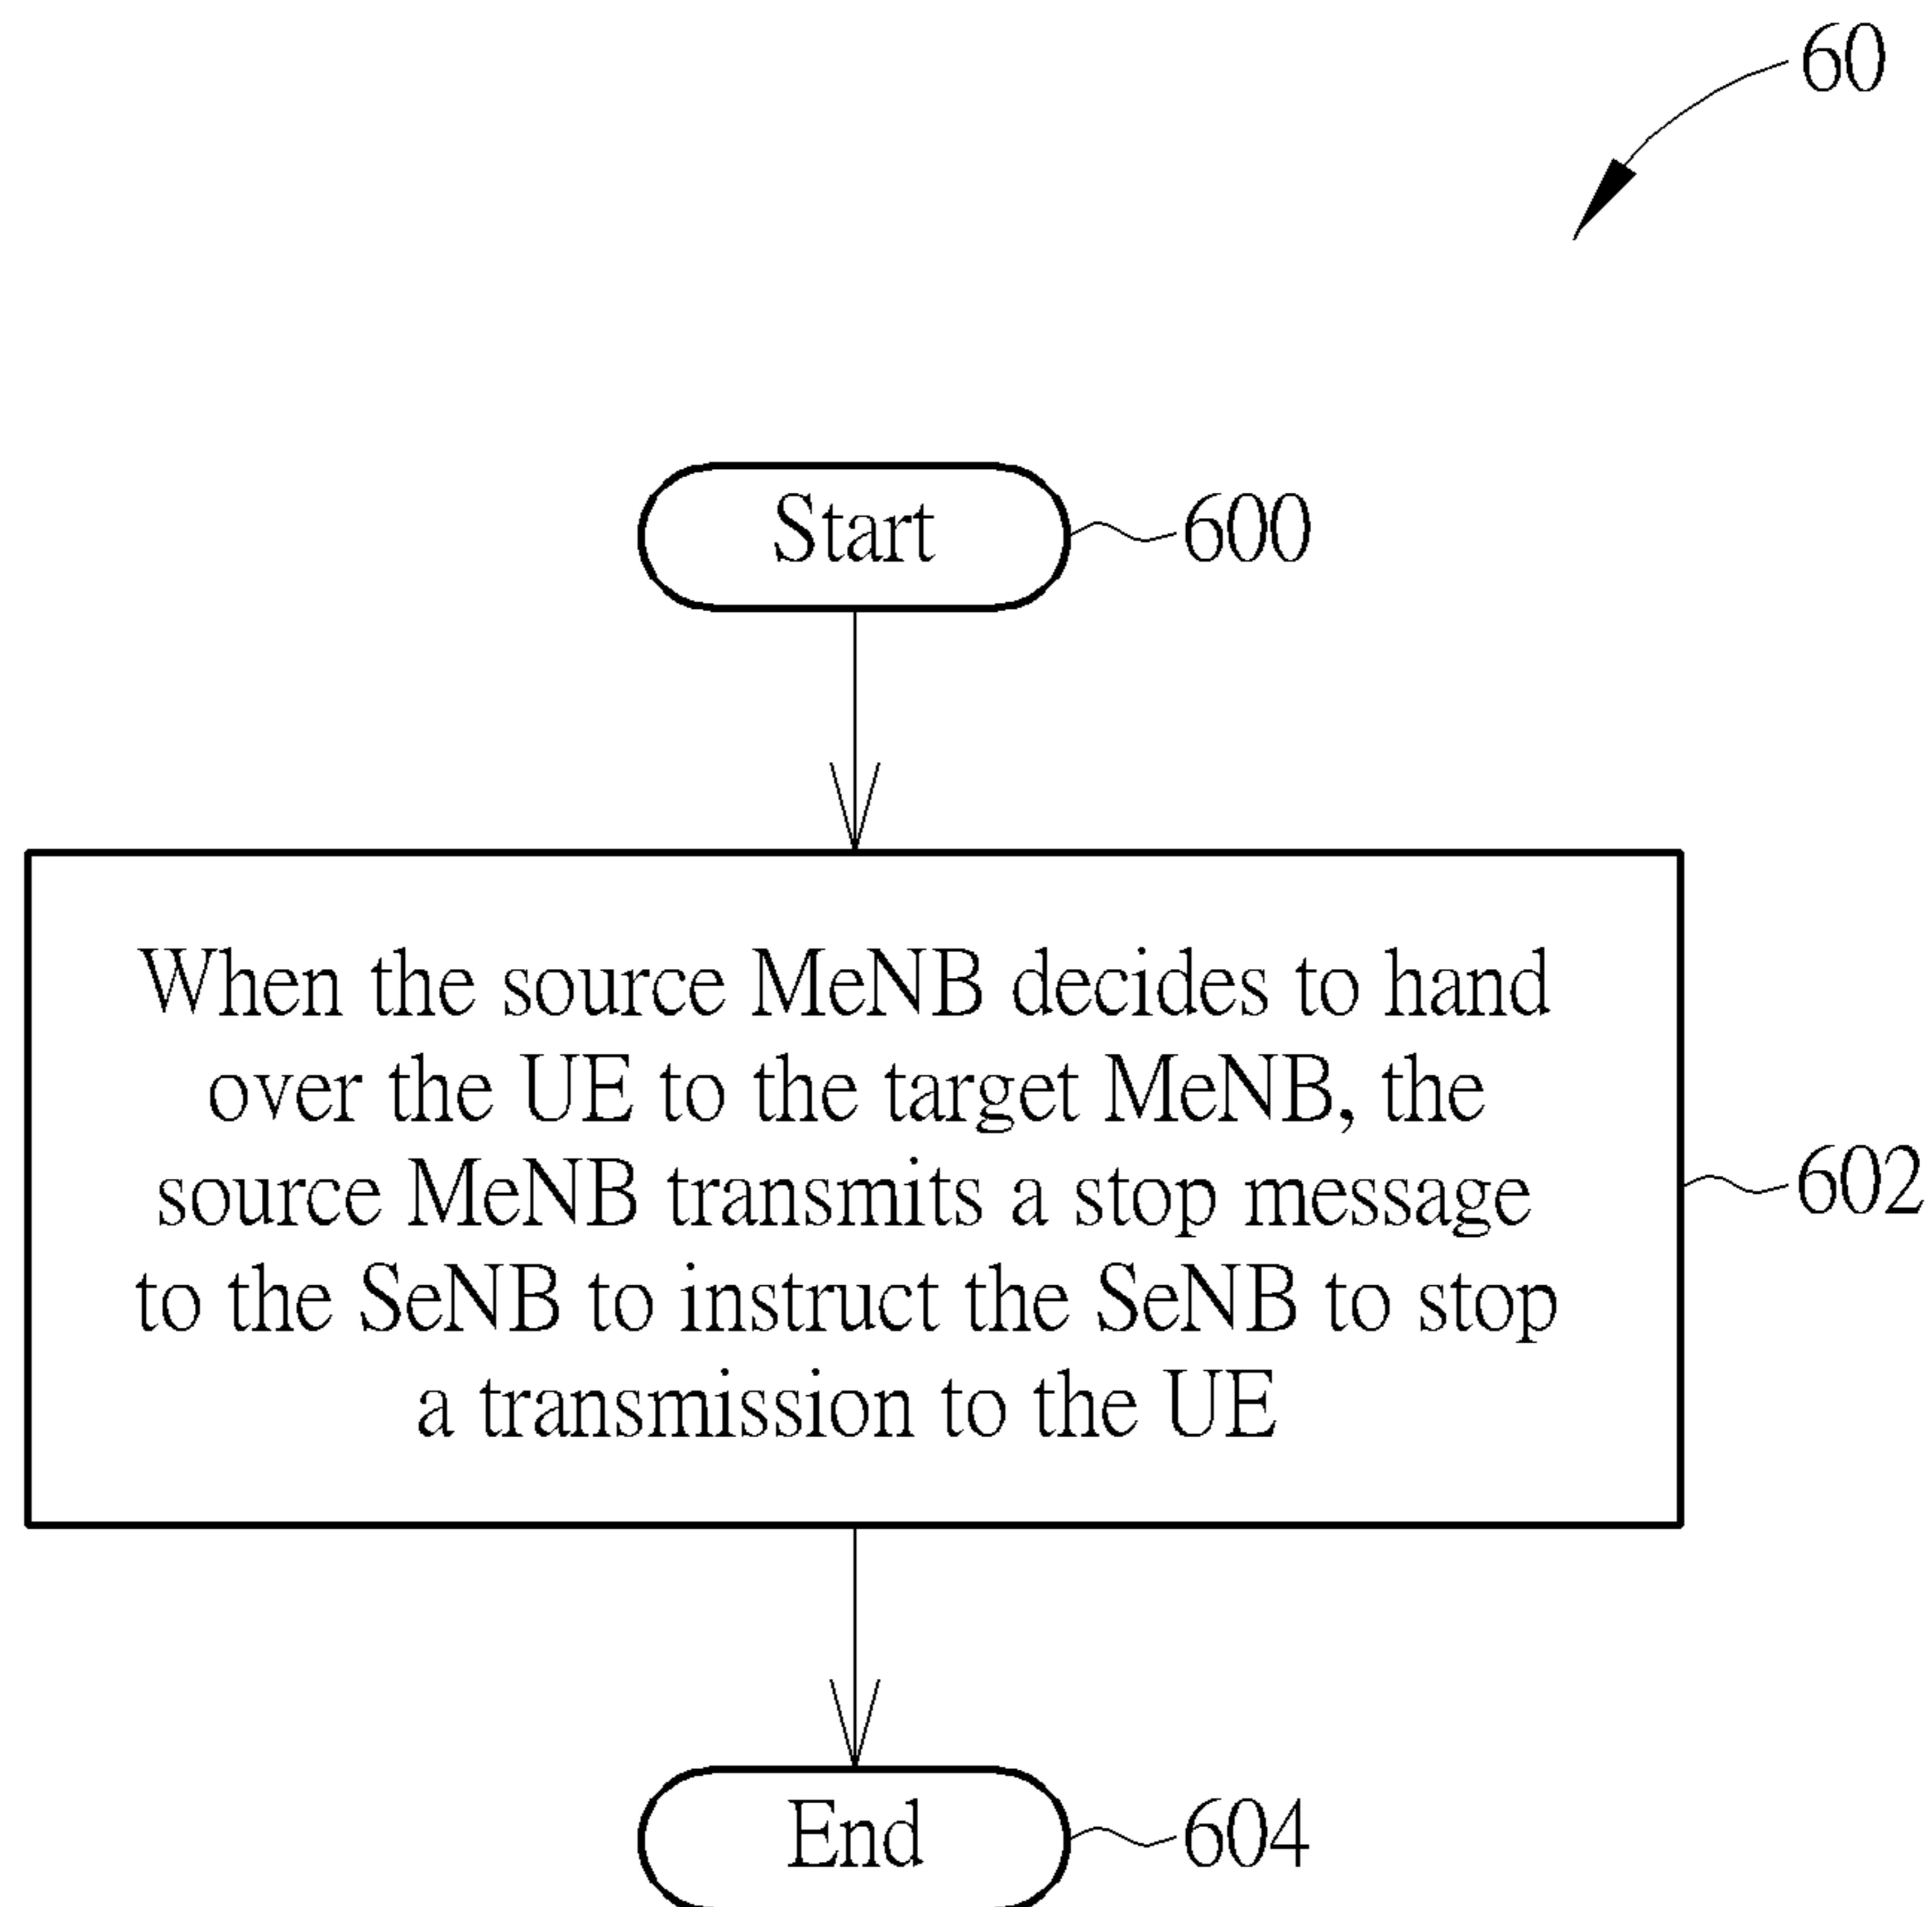 60
Start
600
When the source MeNB decides to hand
over the UE to the target MeNB, the
source MeNB transmits a stop message
to the SeNB to instruct the SeNB to stop
a transmission to the UE
602
End
604